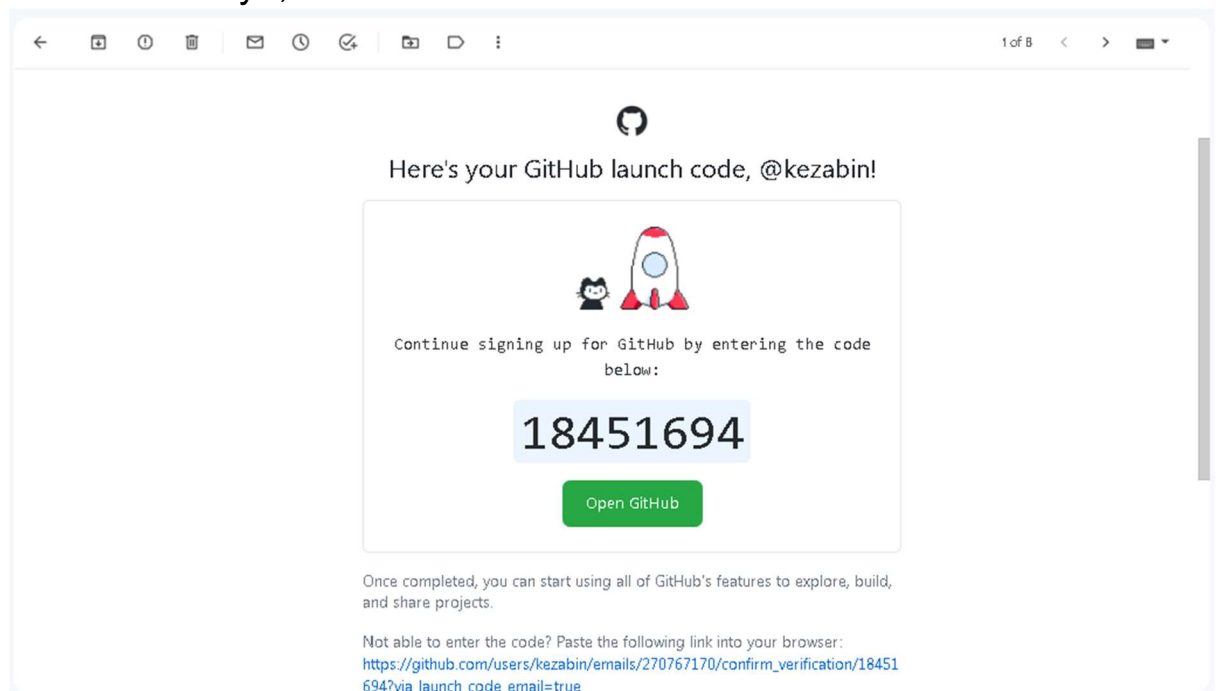 1 of 8
Here's your GitHub launch code, @kezabin!
Continue signing up for GitHub by entering the code
below:
18451694
Open GitHub
Once completed, you can start using all of GitHub's features to explore, build,
and share projects.
Not able to enter the code? Paste the following link into your browser:
https://github.com/users/kezabin/emails/270767170/confirm_verification/18451
694?via_launch_code_email=true